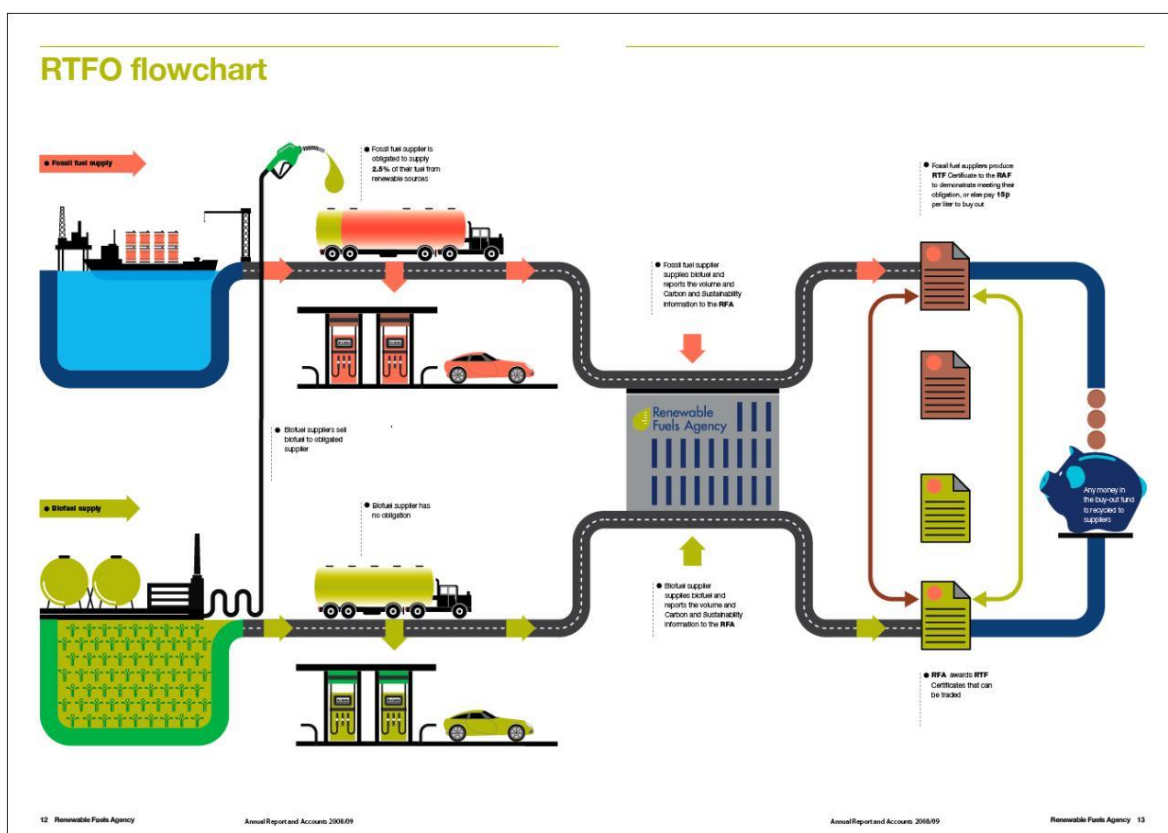 RTFO flowchart
Fossil fuel supply
Fossil fuel supplier is
obligated to supply
2.5% of their fuel from
renewable sources
Fossil fuel suppliers produce
RTF Certificate to the RAF
to demonstrate meeting their
obligation, or else pay 15p
per liter to buy out
Fossil fuel supplier
supplies biofuel and
reports the volume and
Carbon and Sustainability
information to the RFA
Renewable
Fuels Agency
Biofuel suppliers sell
biofuel to obligated
supplier
Any money in
the buy-out fund
is recycled to
suppliers
Biofuel supply
Biofuel supplier has
no obligation
Biofuel supplier
supplies biofuel and
reports the volume and
Carbon and Sustainability
information to the RFA
RFA awards RTF
Certificates that can
be traded
12 Renewable Fuels Agency
Annual Report and Accounts 2008/09
Annual Report and Accounts 2008/09
Renewable Fuels Agency 13